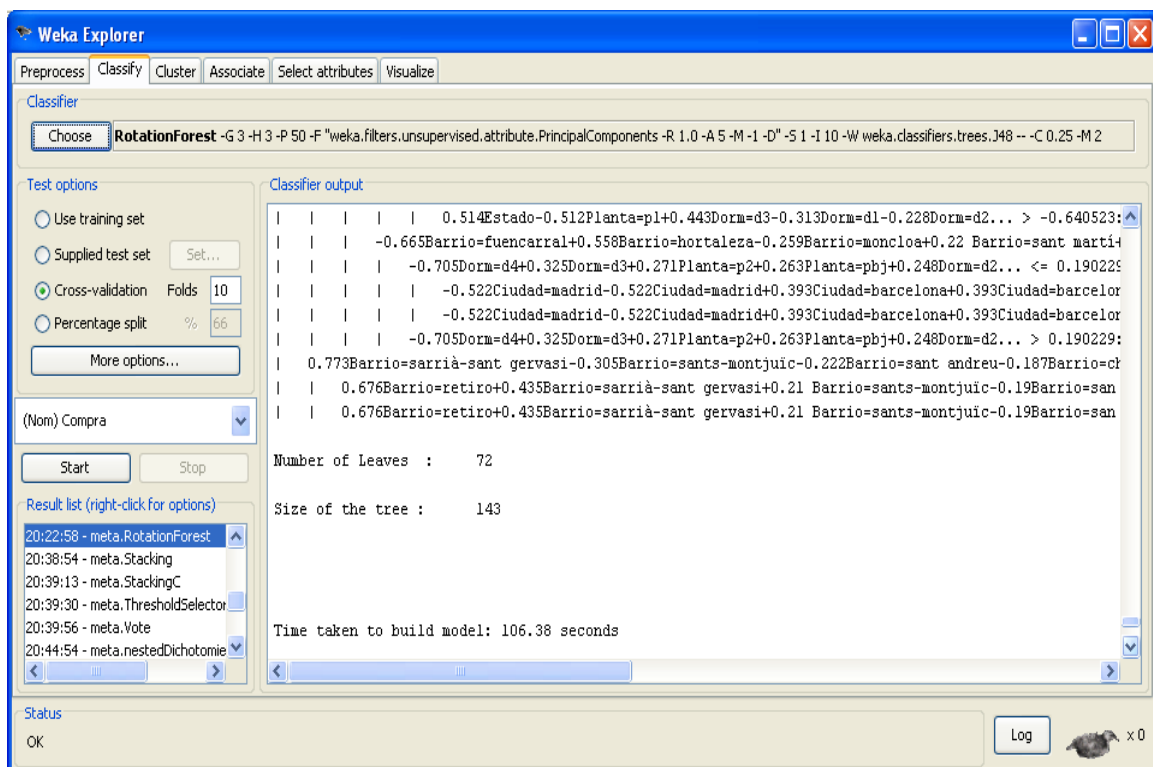 Weka Explorer
Preprocess Classify Cluster Associate Select attributes Visualize
Classifier
Choose RotationForest -G 3 -H 3 -P 50 -F "weka.filters.unsupervised.attribute.PrincipalComponents -R 1.0 -A 5 -M -1 -D" -S 1 -I 10 -W weka.classifiers.trees.J48 -- -C 0.25 -M 2
Test options
Use training set
Supplied test set Set...
Cross-validation Folds 10
Percentage split % 66
More options...
(Nom) Compra
Start Stop
Result list (right-click for options)
20:22:58 - meta.RotationForest
20:38:54 - meta.Stacking
20:39:13 - meta.StackingC
20:39:30 - meta.ThresholdSelector
20:39:56 - meta.Vote
20:44:54 - meta.nestedDichotomie
Classifier output
| | | | | 0.514Estado-0.512Planta=p1+0.443Dorm=d3-0.313Dorm=d1-0.228Dorm=d2... > -0.640523:
| | | -0.665Barrio=fuencarral+0.558Barrio=hortaleza-0.259Barrio=moncloa+0.22 Barrio=sant martí+
| | | | -0.705Dorm=d4+0.325Dorm=d3+0.271Planta=p2+0.263Planta=pbj+0.248Dorm=d2... <= 0.190229
| | | | | -0.522Ciudad=madrid-0.522Ciudad=madrid+0.393Ciudad=barcelona+0.393Ciudad=barcelor
| | | | | -0.522Ciudad=madrid-0.522Ciudad=madrid+0.393Ciudad=barcelona+0.393Ciudad=barcelor
| | | | -0.705Dorm=d4+0.325Dorm=d3+0.271Planta=p2+0.263Planta=pbj+0.248Dorm=d2... > 0.190229:
| 0.773Barrio=sarrià-sant gervasi-0.305Barrio=sants-montjuïc-0.222Barrio=sant andreu-0.187Barrio=ch
| | 0.676Barrio=retiro+0.435Barrio=sarrià-sant gervasi+0.21 Barrio=sants-montjuïc-0.19Barrio=san
| | 0.676Barrio=retiro+0.435Barrio=sarrià-sant gervasi+0.21 Barrio=sants-montjuïc-0.19Barrio=san
Number of Leaves : 72
Size of the tree : 143
Time taken to build model: 106.38 seconds
Status
OK
Log
x 0